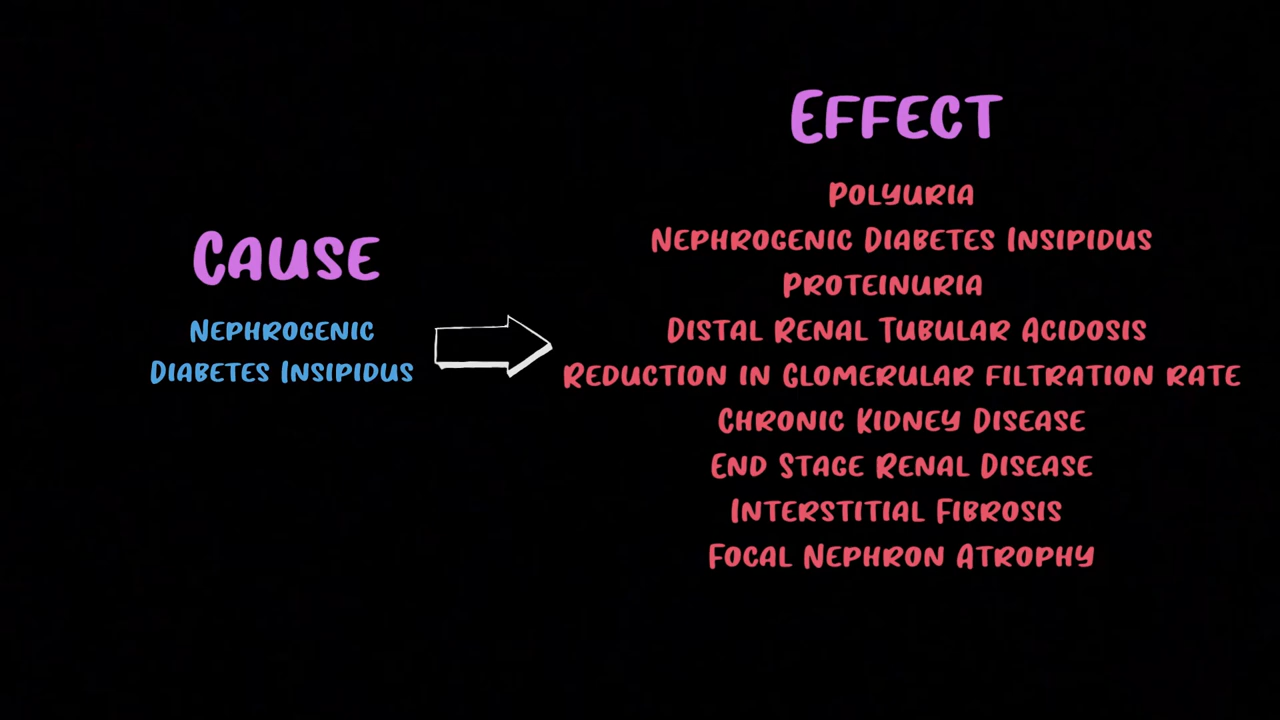 Cause
Nephrogenic
Diabetes Insipidus
Effect
Polyuria
Nephrogenic Diabetes Insipidus
Proteinuria
Distal Renal Tubular Acidosis
Reduction in Glomerular filtration rate
Chronic Kidney Disease
End Stage Renal Disease
Interstitial Fibrosis
Focal Nephron Atrophy